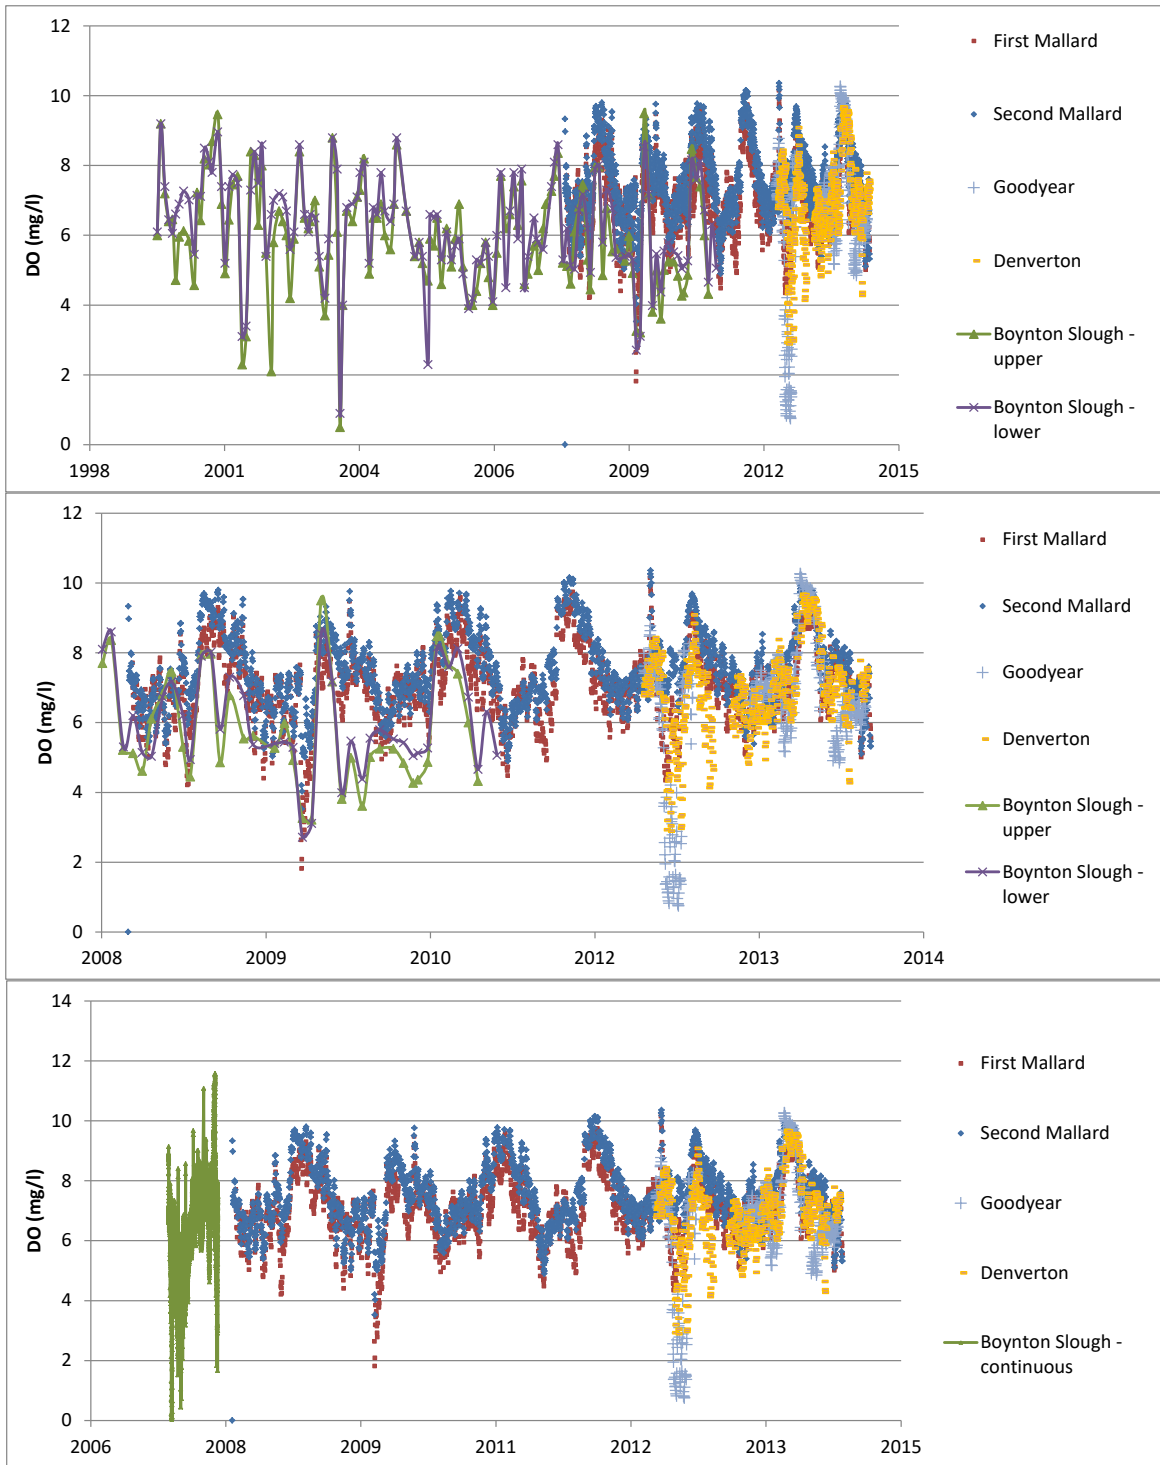 12
10
8
6
4
2
0
DO (mg/l)
1998
2001
2004
2006
2009
2012
2015
First Mallard
Second Mallard
Goodyear
Denverton
Boynton Slough -
upper
Boynton Slough -
lower
12
10
8
6
4
2
0
DO (mg/l)
2008
2009
2010
2012
2013
2014
First Mallard
Second Mallard
Goodyear
Denverton
Boynton Slough -
upper
Boynton Slough -
lower
14
12
10
8
6
4
2
0
DO (mg/l)
2006
2008
2009
2011
2012
2013
2015
First Mallard
Second Mallard
Goodyear
Denverton
Boynton Slough -
continuous